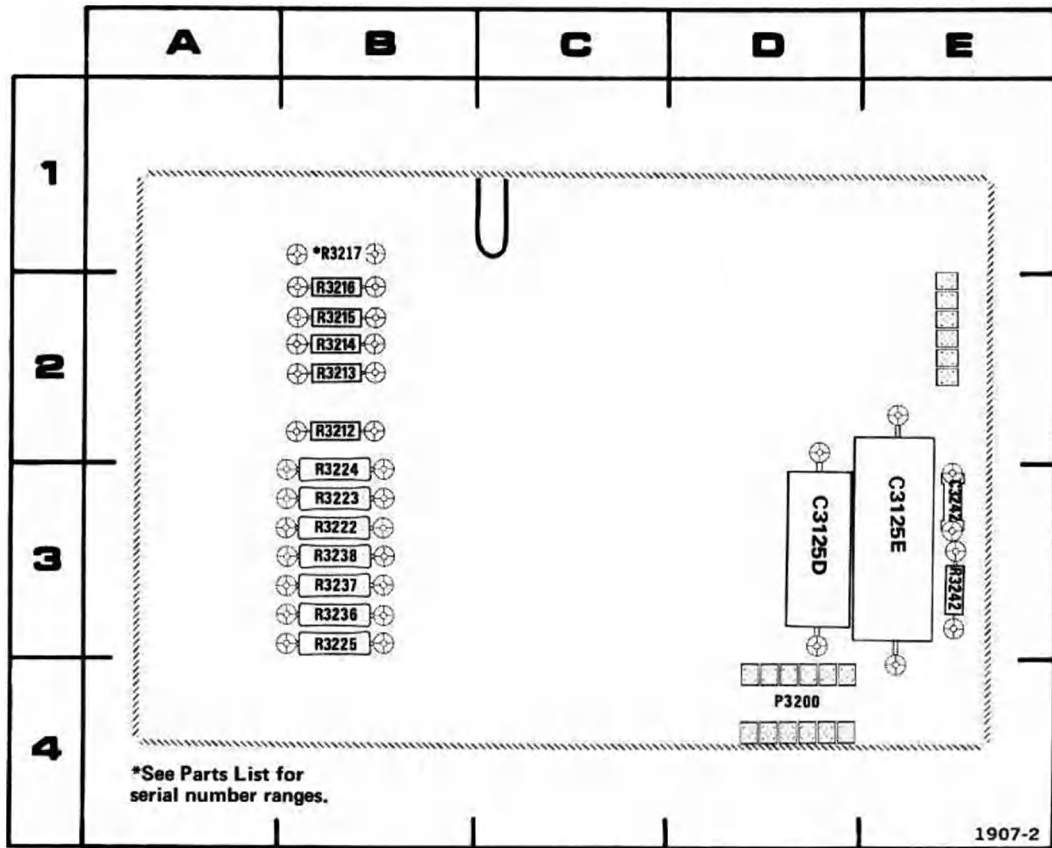 A B C D E
1
*R3217
R3216
R3215
2
R3214
R3213
R3212
R3224
R3223
R3222
3
R3238
R3237
R3236
R3225
C3125D
C3125E
C3242
R3242
P3200
4
*See Parts List for
serial number ranges.
1907-2